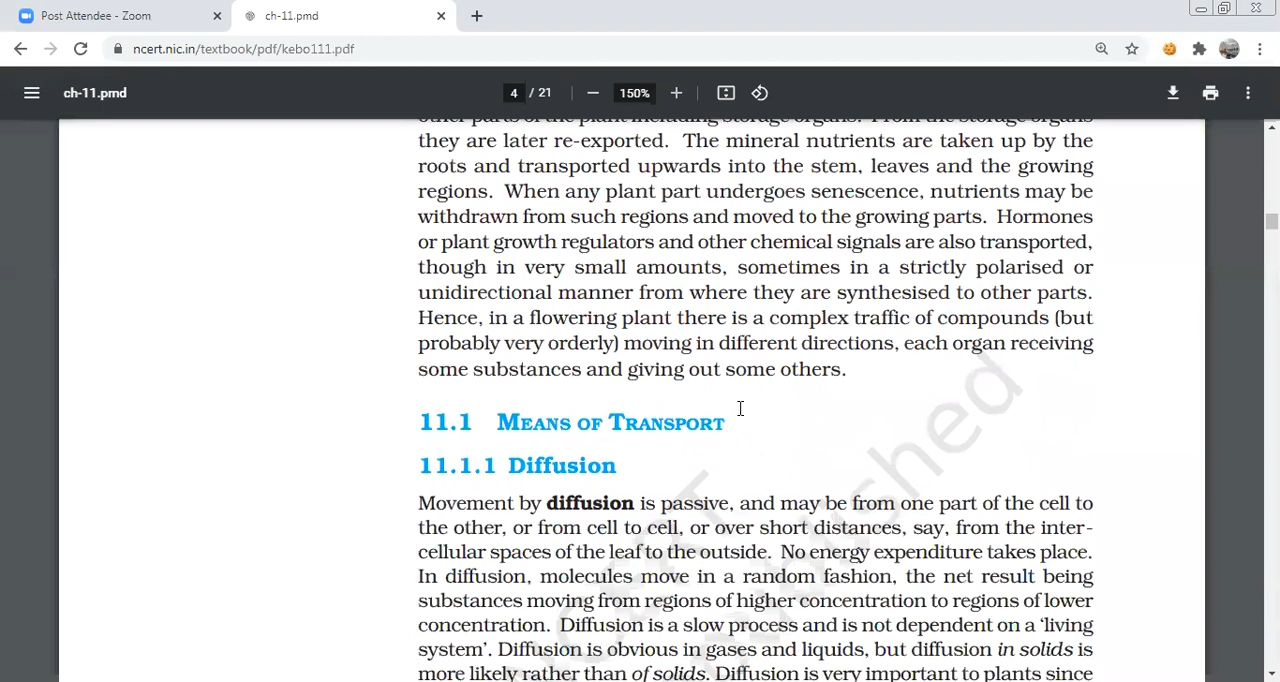 Post Attendee - Zoom
ch-11.pmd
ncert.nic.in/textbook/pdf/kebo111.pdf
ch-11.pmd
4 / 21
150%
other parts of the plant including storage organs. From the storage organs
they are later re-exported. The mineral nutrients are taken up by the
roots and transported upwards into the stem, leaves and the growing
regions. When any plant part undergoes senescence, nutrients may be
withdrawn from such regions and moved to the growing parts. Hormones
or plant growth regulators and other chemical signals are also transported,
though in very small amounts, sometimes in a strictly polarised or
unidirectional manner from where they are synthesised to other parts.
Hence, in a flowering plant there is a complex traffic of compounds (but
probably very orderly) moving in different directions, each organ receiving
some substances and giving out some others.
11.1 MEANS OF TRANSPORT
11.1.1 Diffusion
Movement by diffusion is passive, and may be from one part of the cell to
the other, or from cell to cell, or over short distances, say, from the inter-
cellular spaces of the leaf to the outside. No energy expenditure takes place.
In diffusion, molecules move in a random fashion, the net result being
substances moving from regions of higher concentration to regions of lower
concentration. Diffusion is a slow process and is not dependent on a ‘living
system’. Diffusion is obvious in gases and liquids, but diffusion in solids is
more likely rather than of solids. Diffusion is very important to plants since